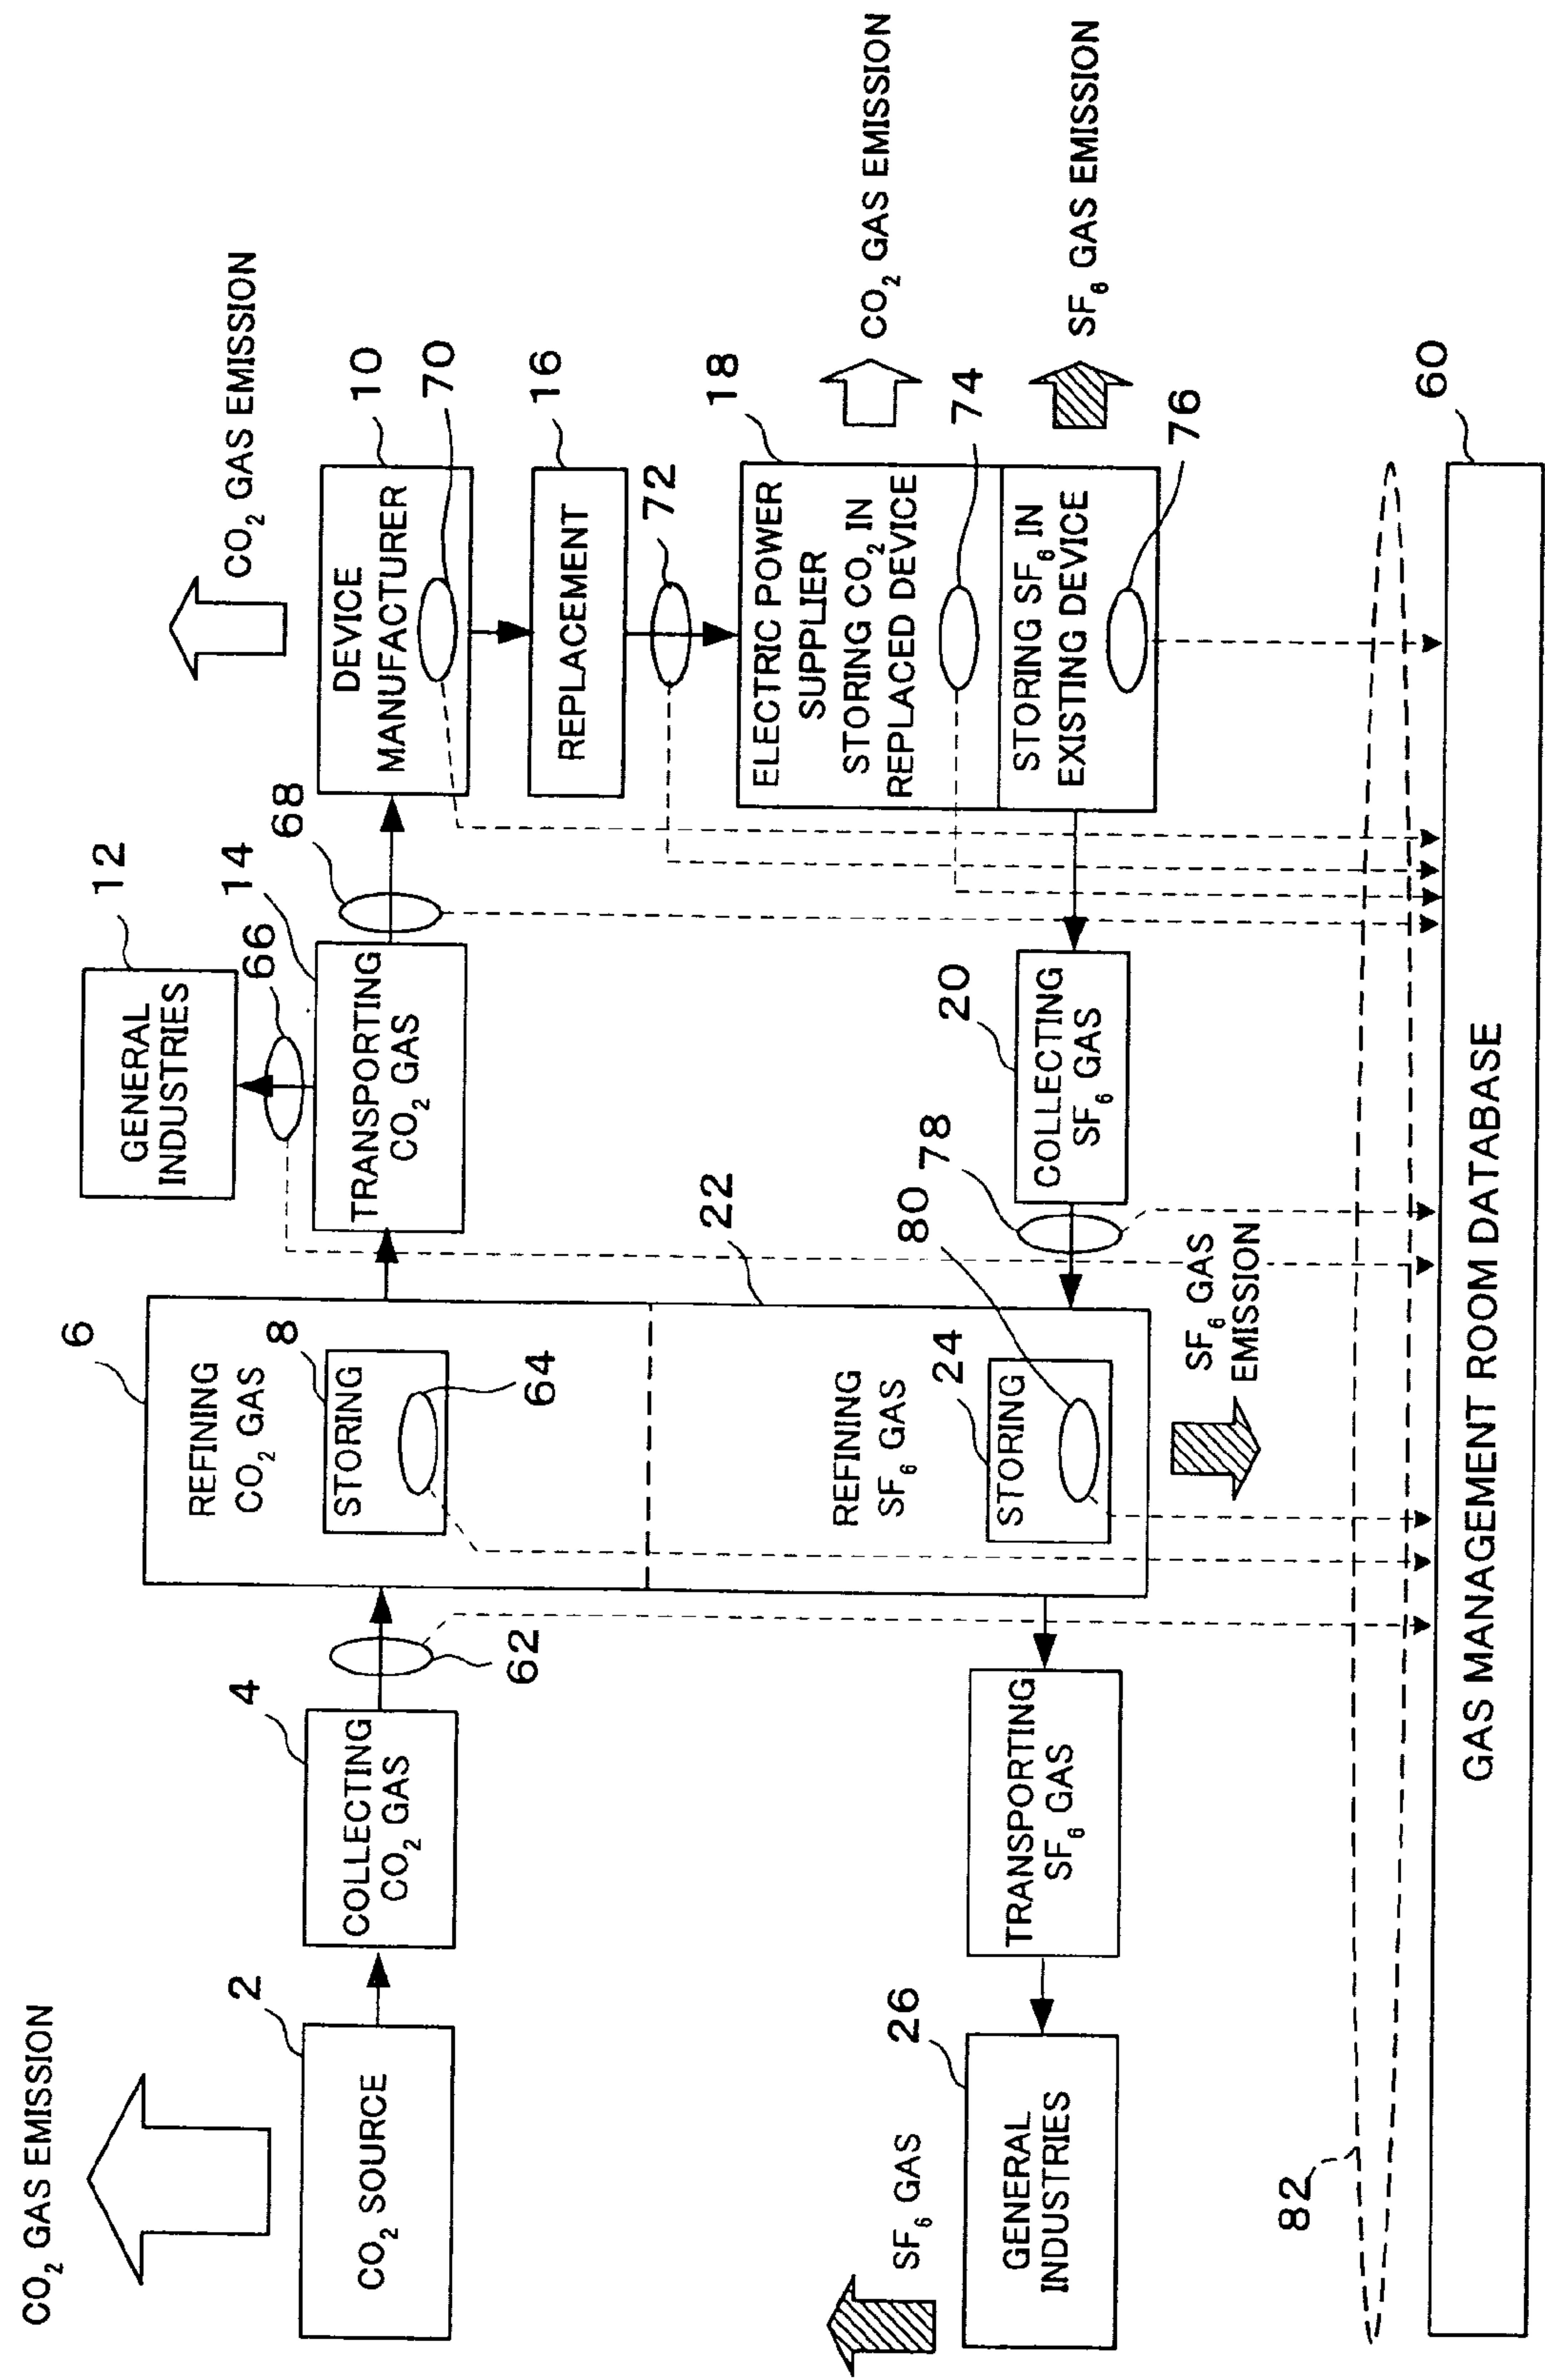 CO₂ GAS EMISSION
CO₂ GAS EMISSION
2
CO₂ SOURCE
4
COLLECTING
CO₂ GAS
62
6
REFINING
CO₂ GAS
8
STORING
64
12
GENERAL
INDUSTRIES
66
14
TRANSPORTING
CO₂ GAS
68
10
DEVICE
MANUFACTURER
70
16
REPLACEMENT
72
18
ELECTRIC POWER
SUPPLIER
STORING CO₂ IN
REPLACED DEVICE
74
STORING SF₆ IN
EXISTING DEVICE
76
CO₂ GAS EMISSION
SF₆ GAS EMISSION
20
COLLECTING
SF₆ GAS
78
22
REFINING
SF₆ GAS
24
STORING
80
SF₆ GAS
EMISSION
TRANSPORTING
SF₆ GAS
26
GENERAL
INDUSTRIES
SF₆ GAS
82
60
GAS MANAGEMENT ROOM DATABASE